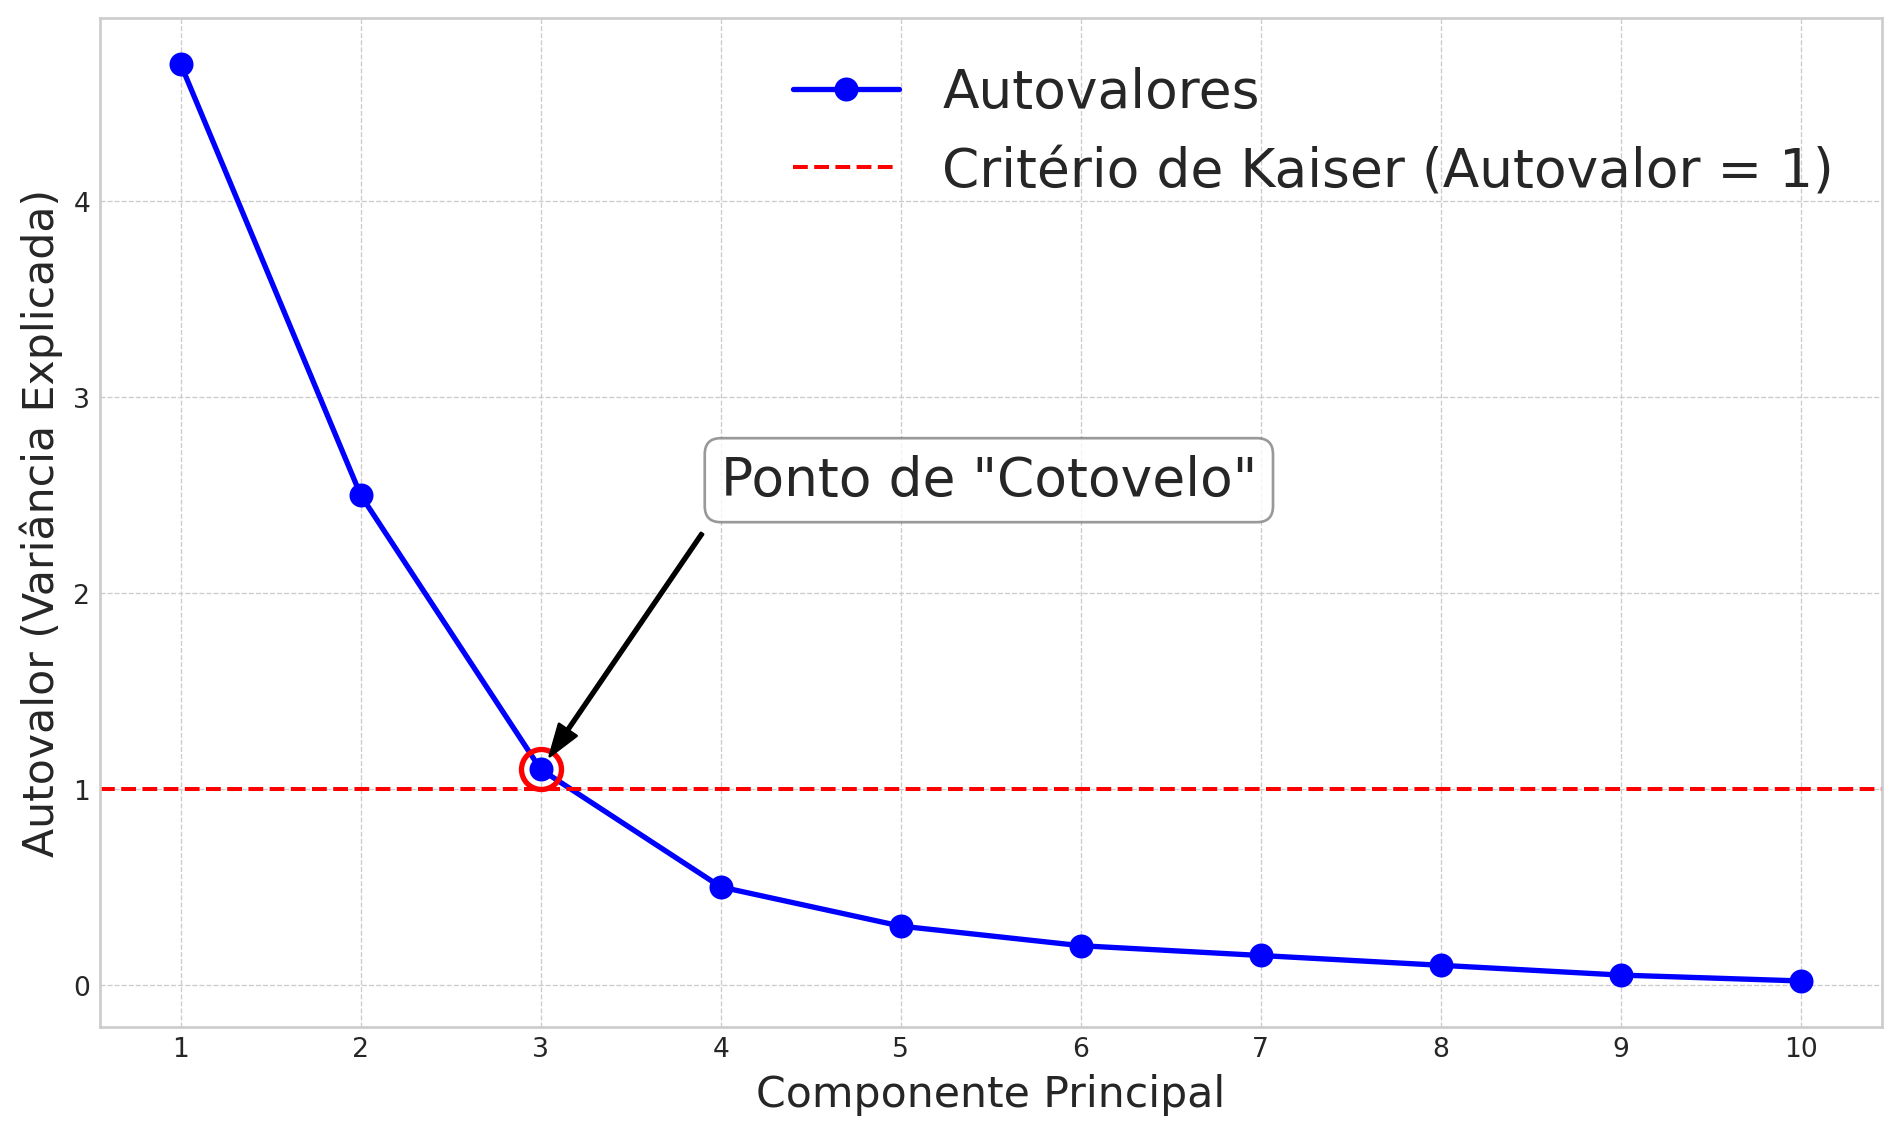 Autovalores
Critério de Kaiser (Autovalor = 1)
4
3
2
1
0
Autovalor (Variância Explicada)
Ponto de "Cotovelo"
1 2 3 4 5 6 7 8 9 10
Componente Principal